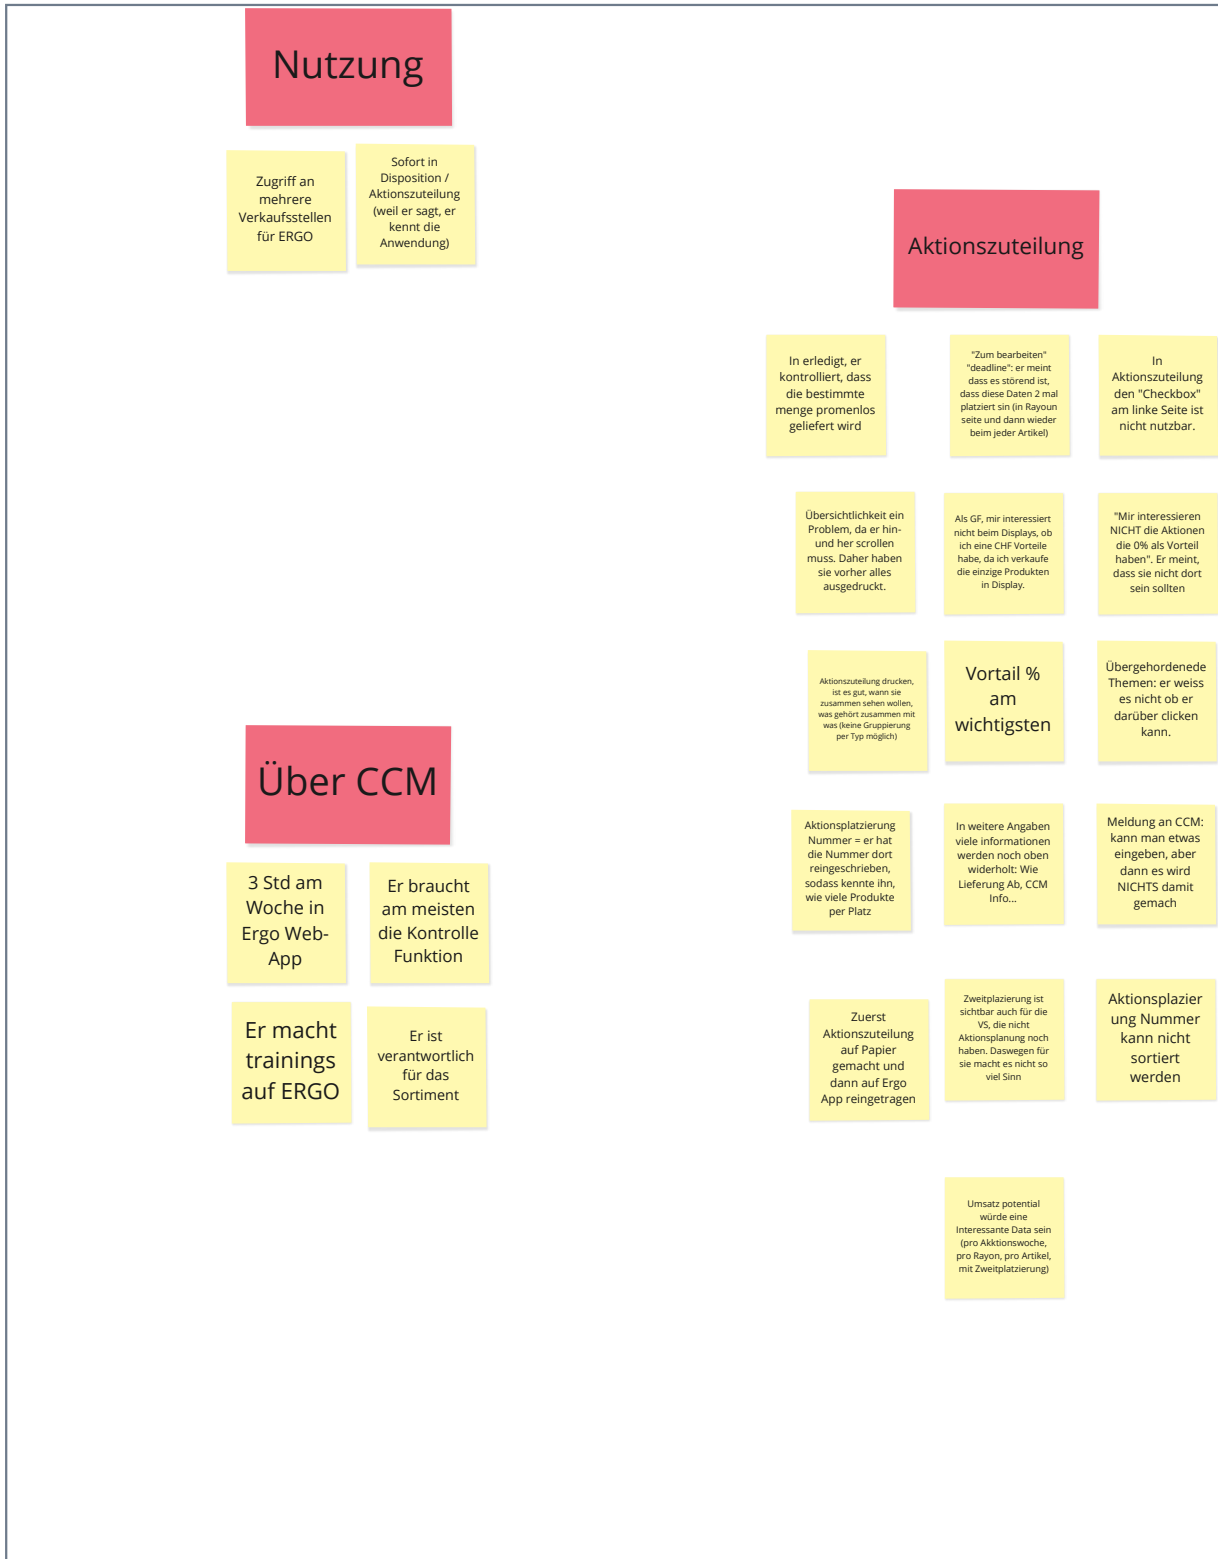 Nutzung
Zugriff an
mehrere
Verkaufsstellen
für ERGO
Sofort in
Disposition /
Aktionszuteilung
(weil er sagt, er
kennt die
Anwendung)
Aktionszuteilung
In erledigt, er
kontrolliert, dass
die bestimmte
menge promenlos
geliefert wird
"Zum bearbeiten"
"deadline": er meint
dass es störend ist,
dass diese Daten 2 mal
platziert sin (in Rayoun
seite und dann wieder
beim jeder Artikel)
In
Aktionszuteilung
den "Checkbox"
am linke Seite ist
nicht nutzbar.
Übersichtlichkeit ein
Problem, da er hin-
und her scrollen
muss. Daher haben
sie vorher alles
ausgedruckt.
Als GF, mir interessiert
nicht beim Displays, ob
ich eine CHF Vorteile
habe, da ich verkaufe
die einzige Produkten
in Display.
"Mir interessieren
NICHT die Aktionen
die 0% als Vorteil
haben". Er meint,
dass sie nicht dort
sein sollten
Aktionszuteilung drucken,
ist es gut, wann sie
zusammen sehen wollen,
was gehört zusammen mit
was (keine Gruppierung
per Typ möglich)
Vortail %
am
wichtigsten
Übergehordenede
Themen: er weiss
es nicht ob er
darüber clicken
kann.
Aktionsplatzierung
Nummer = er hat
die Nummer dort
reingeschrieben,
sodass kennte ihn,
wie viele Produkte
per Platz
In weitere Angaben
viele informationen
werden noch oben
widerholt: Wie
Lieferung Ab, CCM
Info...
Meldung an CCM:
kann man etwas
eingeben, aber
dann es wird
NICHTS damit
gemach
Zuerst
Aktionszuteilung
auf Papier
gemacht und
dann auf Ergo
App reingetragen
Zweitplazierung ist
sichtbar auch für die
VS, die nicht
Aktionsplanung noch
haben. Daswegen für
sie macht es nicht so
viel Sinn
Aktionsplazier
ung Nummer
kann nicht
sortiert
werden
Umsatz potential
würde eine
Interessante Data sein
(pro Akktionswoche,
pro Rayon, pro Artikel,
mit Zweitplatzierung)
Über CCM
3 Std am
Woche in
Ergo Web-
App
Er braucht
am meisten
die Kontrolle
Funktion
Er macht
trainings
auf ERGO
Er ist
verantwortlich
für das
Sortiment